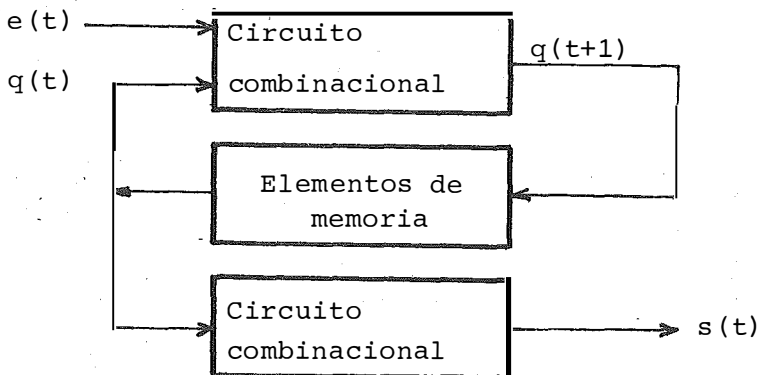 e(t)
Circuito
q(t+1)
q(t)
combinacional
Elementos de
memoria
Circuito
s(t)
combinacional